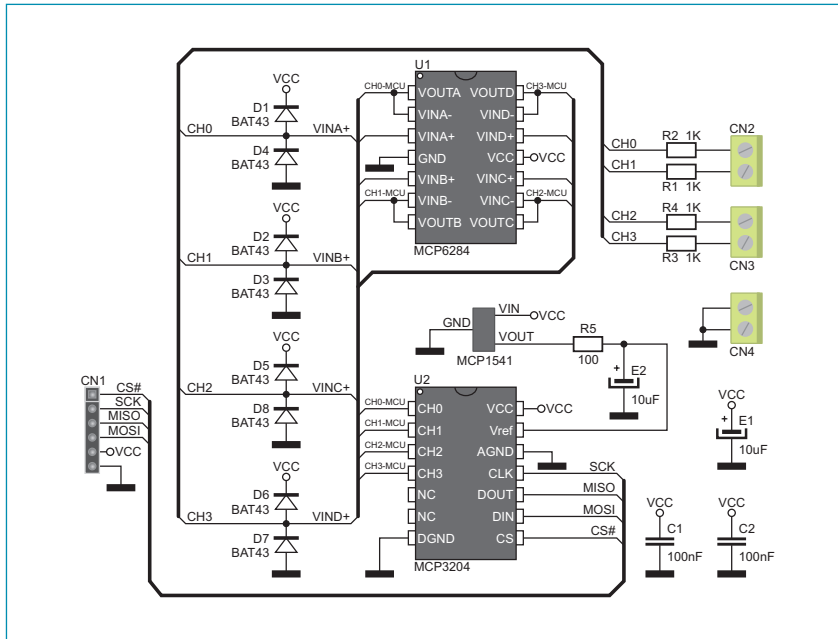 U1
CH0-MCU
CH3-MCU
VOUTA VOUTD
VINA- VIND-
VINA+ VIND+
GND VCC VCC
VINB+ VINC+
VINB- VINC-
CH1-MCU
CH2-MCU
VOUTB VOUTC
MCP6284
VCC
D1
BAT43
CH0 VINA+
D4
BAT43
VCC
D2
BAT43
CH1 VINB+
D3
BAT43
VCC
D5
BAT43
CH2 VINC+
D8
BAT43
VCC
D6
BAT43
CH3 VIND+
D7
BAT43
CN2
R2 1K
CH0
CH1
R1 1K
R4 1K
CH2
CH3
R3 1K
CN3
CN4
VIN VCC
GND
VOUT
MCP1541
R5
100
E2
10uF
VCC
E1
10uF
CN1
CS#
SCK
MISO
MOSI
VCC
U2
CH0-MCU CH0 VCC VCC
CH1-MCU CH1 Vref
CH2-MCU CH2 AGND
CH3-MCU CH3 CLK SCK
NC DOUT MISO
NC DIN MOSI
DGND CS CS#
MCP3204
VCC
C1
100nF
VCC
C2
100nF